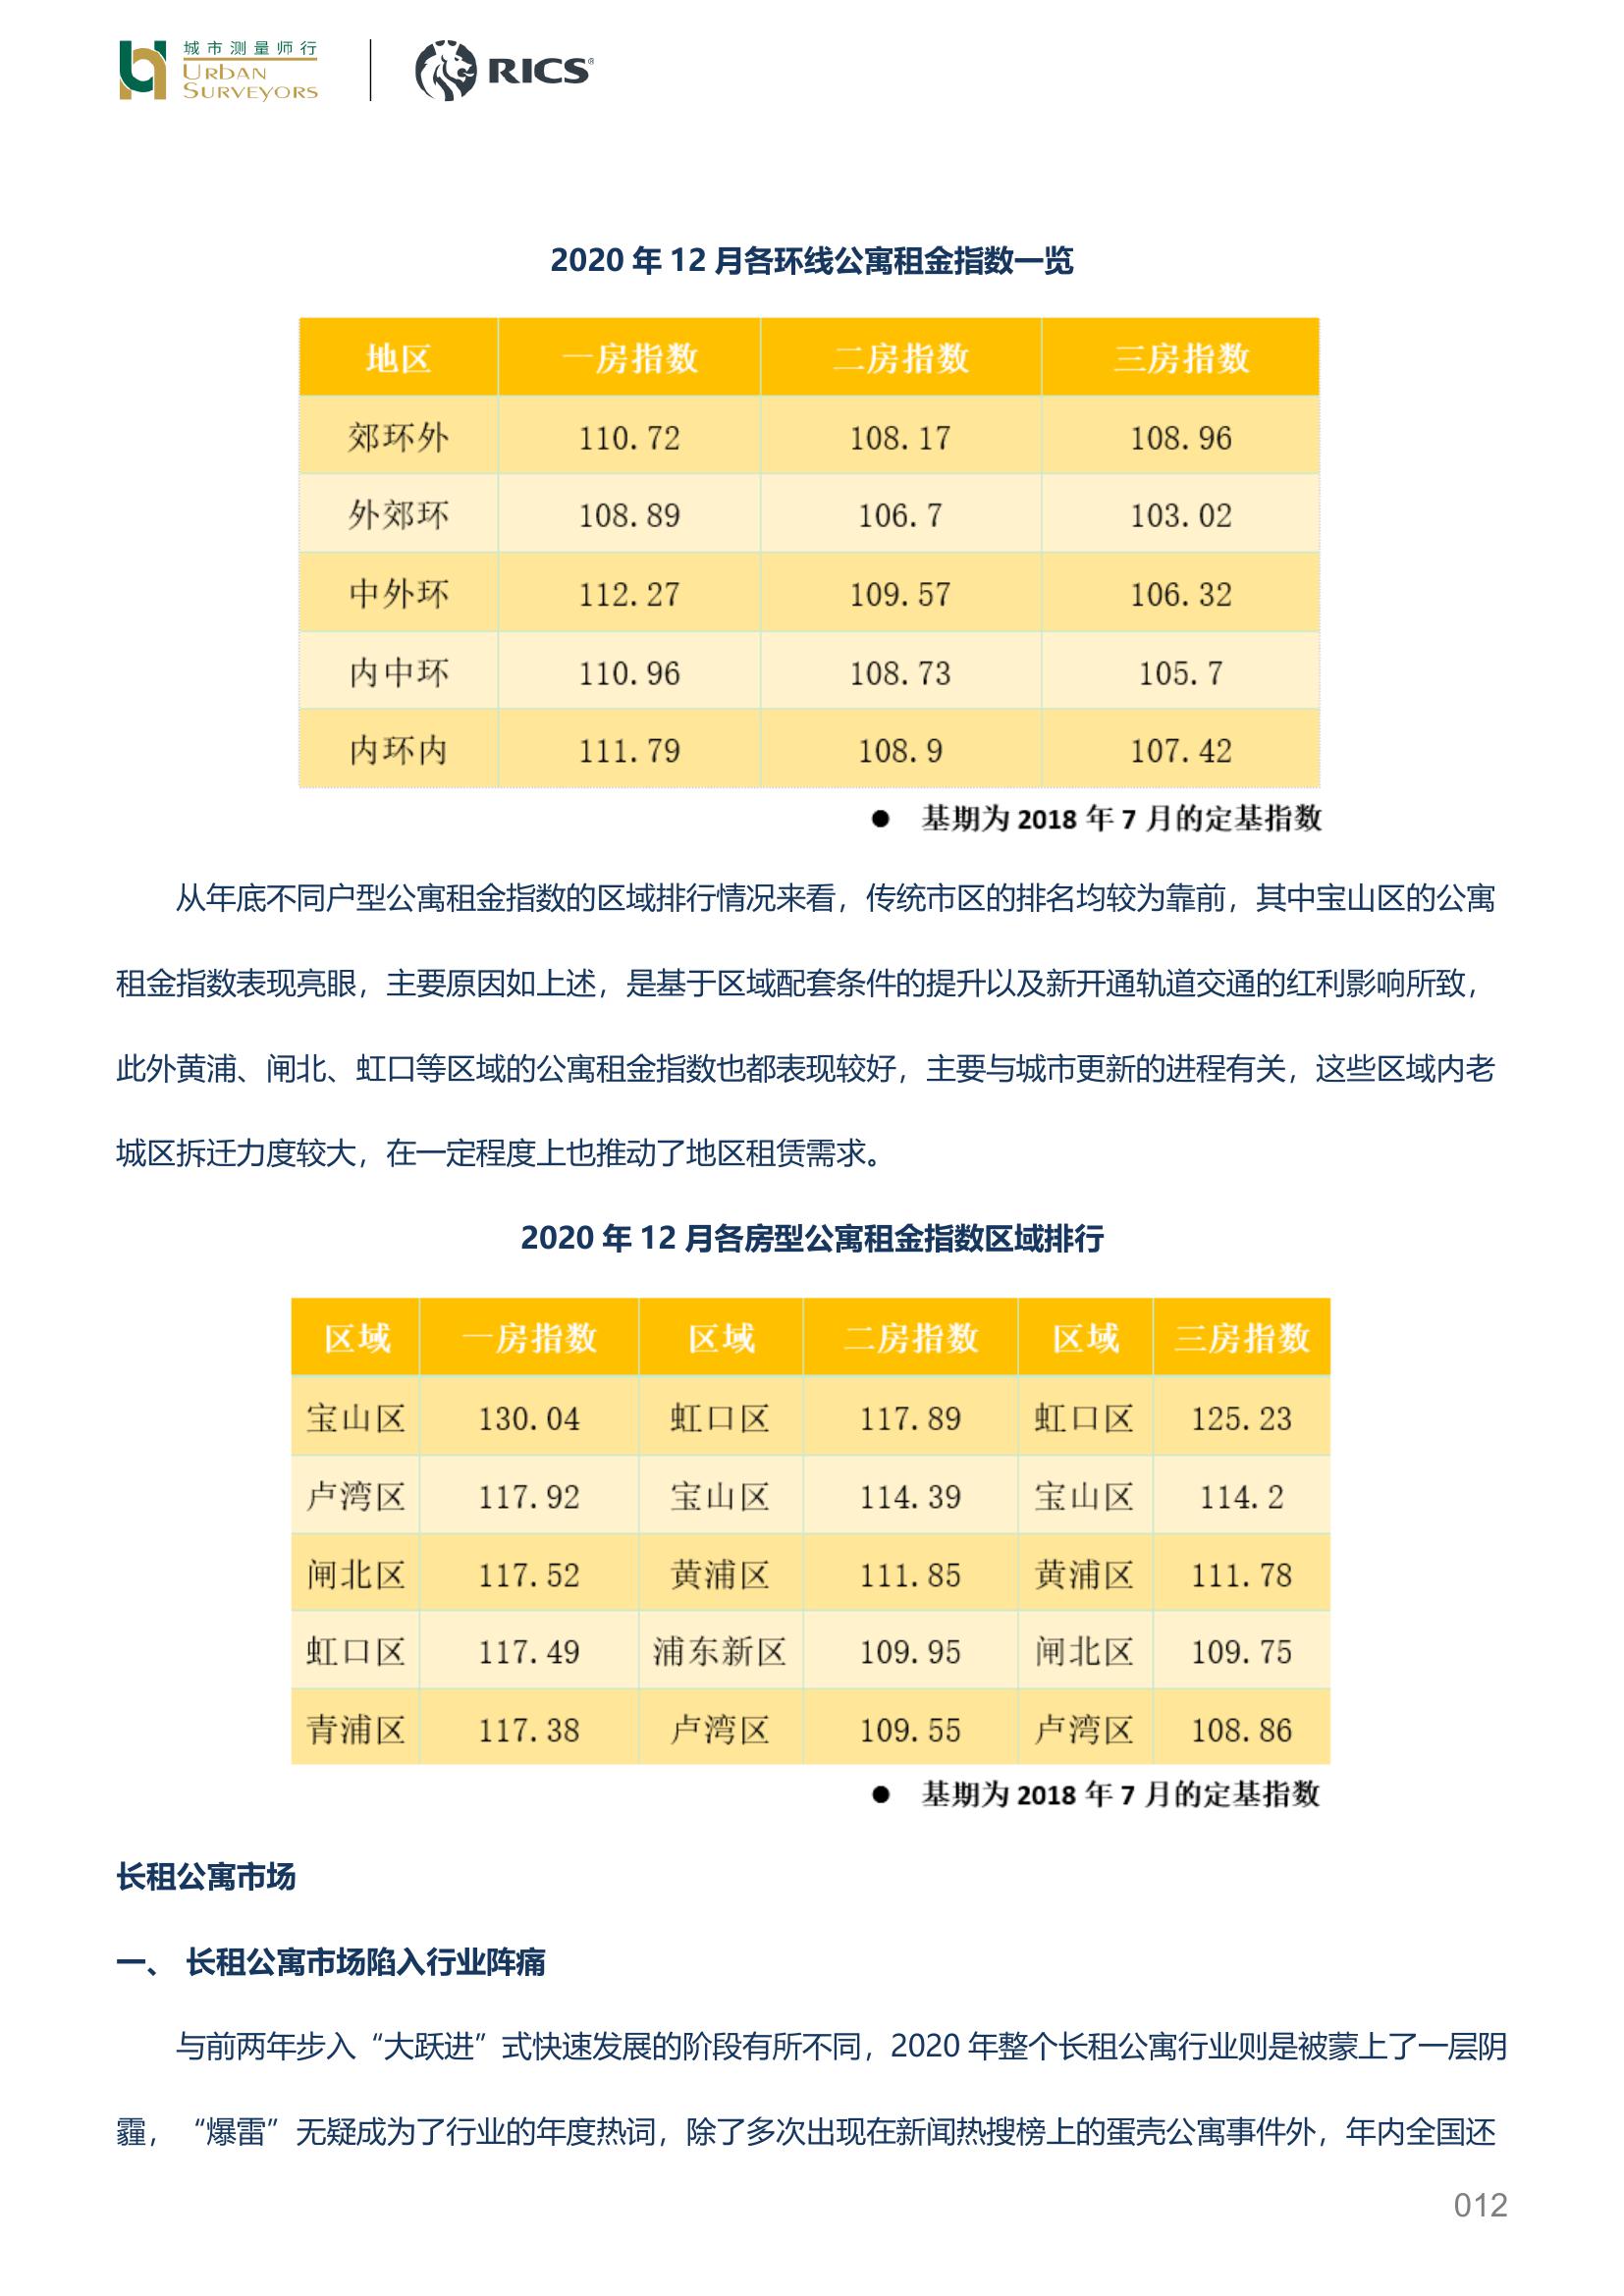 城市测量师行
URBAN
SURVEYORS
RICS®
2020 年 12 月各环线公寓租金指数一览
地区 一房指数 二房指数 三房指数
郊环外 110.72 108.17 108.96
外郊环 108.89 106.7 103.02
中外环 112.27 109.57 106.32
内中环 110.96 108.73 105.7
内环内 111.79 108.9 107.42
● 基期为 2018 年 7 月的定基指数
从年底不同户型公寓租金指数的区域排行情况来看，传统市区的排名均较为靠前，其中宝山区的公寓
租金指数表现亮眼，主要原因如上述，是基于区域配套条件的提升以及新开通轨道交通的红利影响所致，
此外黄浦、闸北、虹口等区域的公寓租金指数也都表现较好，主要与城市更新的进程有关，这些区域内老
城区拆迁力度较大，在一定程度上也推动了地区租赁需求。
2020 年 12 月各房型公寓租金指数区域排行
区域 一房指数 区域 二房指数 区域 三房指数
宝山区 130.04 虹口区 117.89 虹口区 125.23
卢湾区 117.92 宝山区 114.39 宝山区 114.2
闸北区 117.52 黄浦区 111.85 黄浦区 111.78
虹口区 117.49 浦东新区 109.95 闸北区 109.75
青浦区 117.38 卢湾区 109.55 卢湾区 108.86
● 基期为 2018 年 7 月的定基指数
长租公寓市场
一、 长租公寓市场陷入行业阵痛
与前两年步入“大跃进”式快速发展的阶段有所不同，2020 年整个长租公寓行业则是被蒙上了一层阴
霾，“爆雷”无疑成为了行业的年度热词，除了多次出现在新闻热搜榜上的蛋壳公寓事件外，年内全国还
012